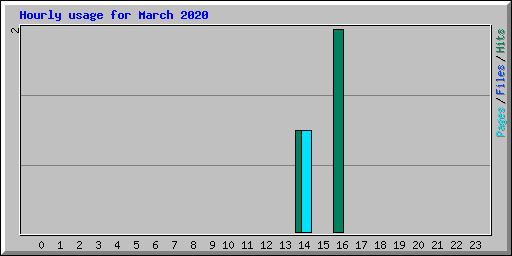 Hourly usage for March 2020
2
Pages/Files/Hits
0 1 2 3 4 5 6 7 8 9 10 11 12 13 14 15 16 17 18 19 20 21 22 23